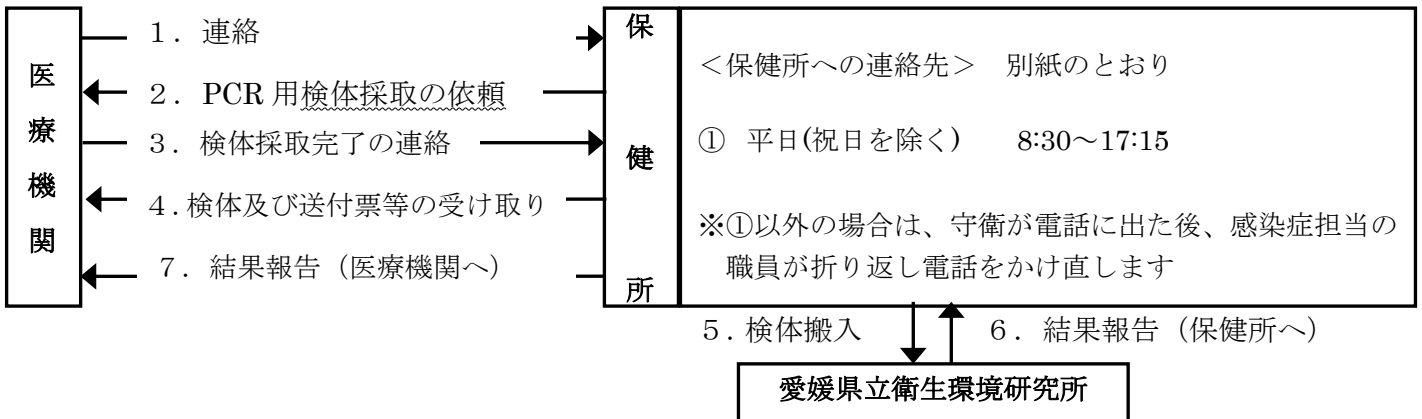 医療機関
1．連絡
2．PCR 用検体採取の依頼
3．検体採取完了の連絡
4.検体及び送付票等の受け取り
7．結果報告（医療機関へ）
保健所
＜保健所への連絡先＞　別紙のとおり
①　平日(祝日を除く)　　8:30～17:15
※①以外の場合は、守衛が電話に出た後、感染症担当の
職員が折り返し電話をかけ直します
5.検体搬入
6．結果報告（保健所へ）
愛媛県立衛生環境研究所